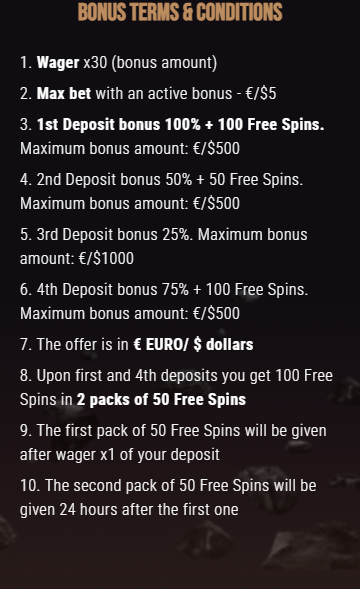 BONUS TERMS & CONDITIONS
1. Wager x30 (bonus amount)
2. Max bet with an active bonus - €/$5
3. 1st Deposit bonus 100% + 100 Free Spins.
Maximum bonus amount: €/$500
4. 2nd Deposit bonus 50% + 50 Free Spins.
Maximum bonus amount: €/$500
5. 3rd Deposit bonus 25%. Maximum bonus
amount: €/$1000
6. 4th Deposit bonus 75% + 100 Free Spins.
Maximum bonus amount: €/$500
7. The offer is in € EURO/ $ dollars
8. Upon first and 4th deposits you get 100 Free
Spins in 2 packs of 50 Free Spins
9. The first pack of 50 Free Spins will be given
after wager x1 of your deposit
10. The second pack of 50 Free Spins will be
given 24 hours after the first one